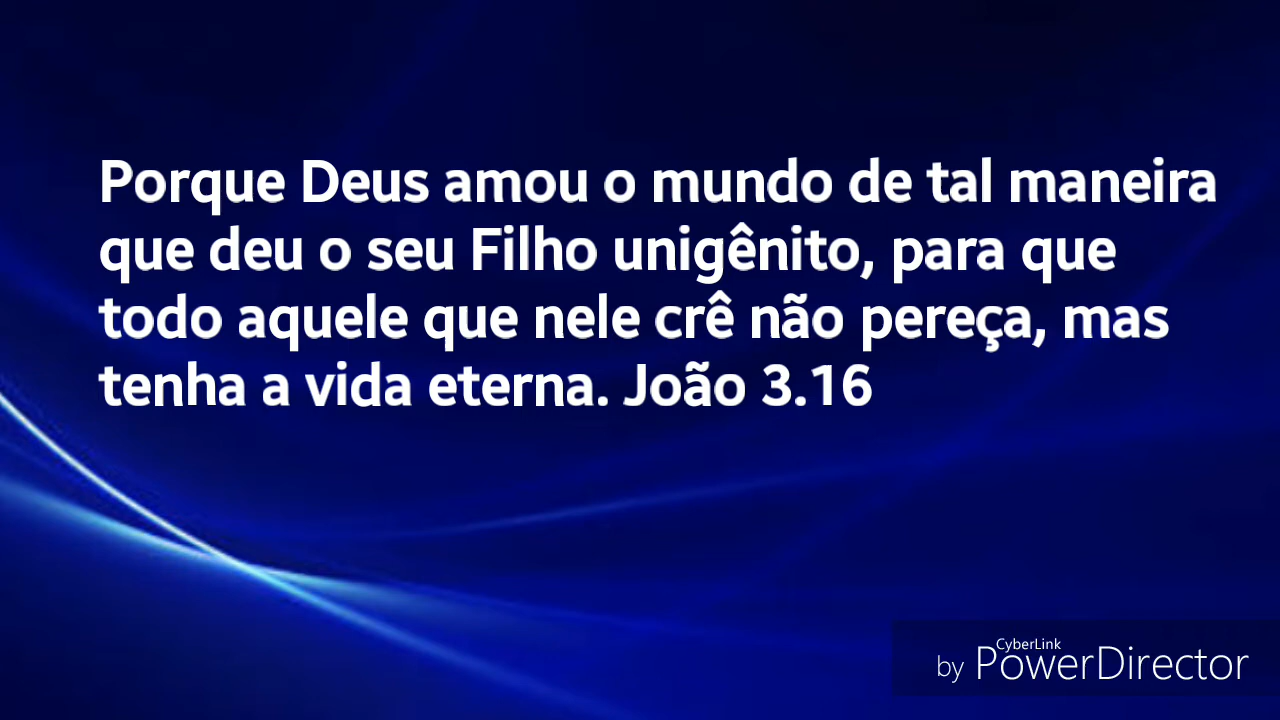 Porque Deus amou o mundo de tal maneira
que deu o seu Filho unigênito, para que
todo aquele que nele crê não pereça, mas
tenha a vida eterna. João 3.16
CyberLink
by PowerDirector